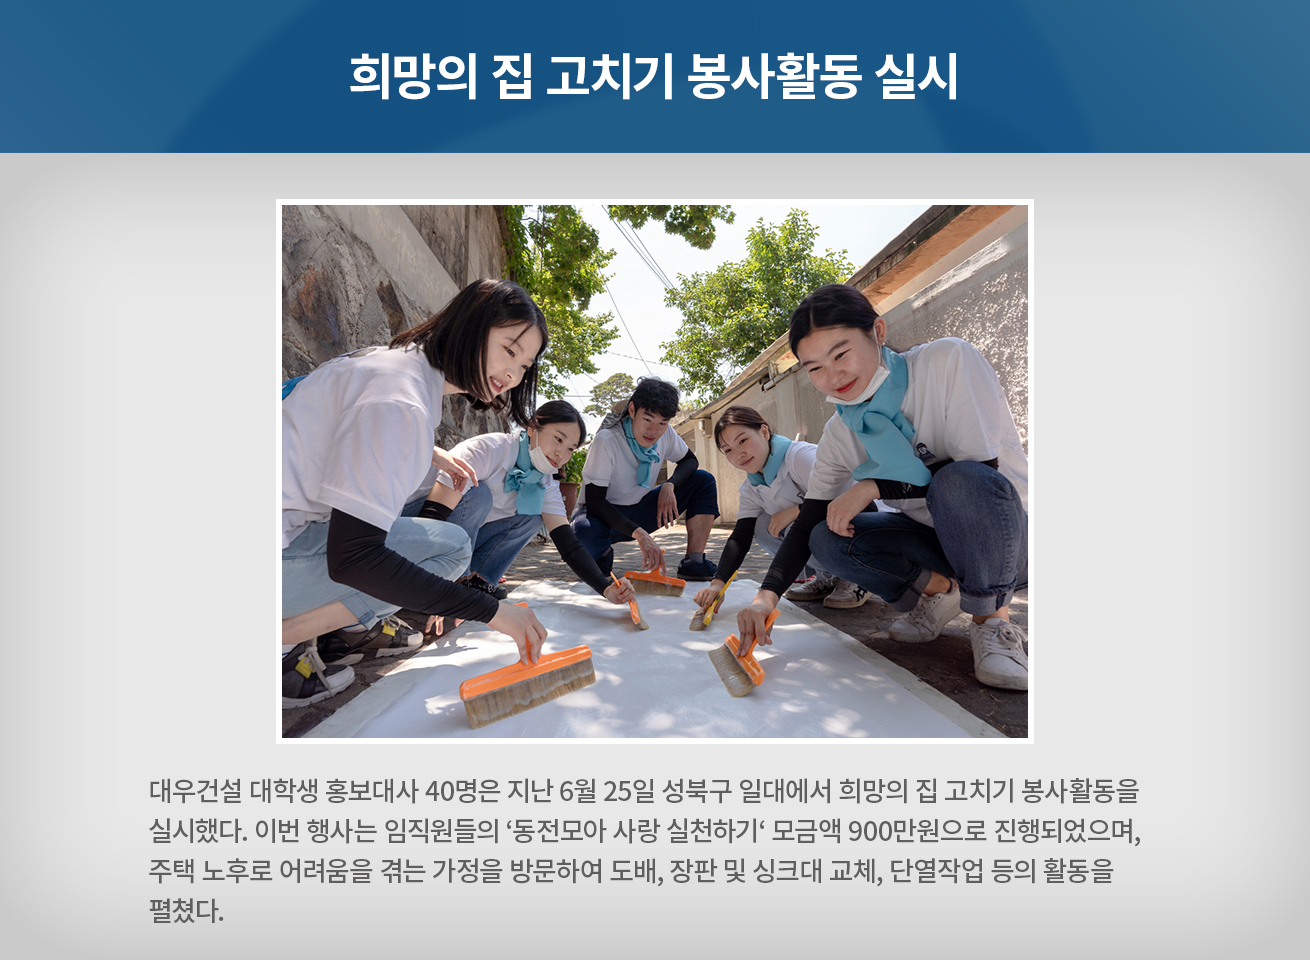 희망의 집 고치기 봉사활동 실시
대우건설 대학생 홍보대사 40명은 지난 6월 25일 성북구 일대에서 희망의 집 고치기 봉사활동을
실시했다. 이번 행사는 임직원들의 ‘동전모아 사랑 실천하기‘ 모금액 900만원으로 진행되었으며,
주택 노후로 어려움을 겪는 가정을 방문하여 도배, 장판 및 싱크대 교체, 단열작업 등의 활동을
펼쳤다.